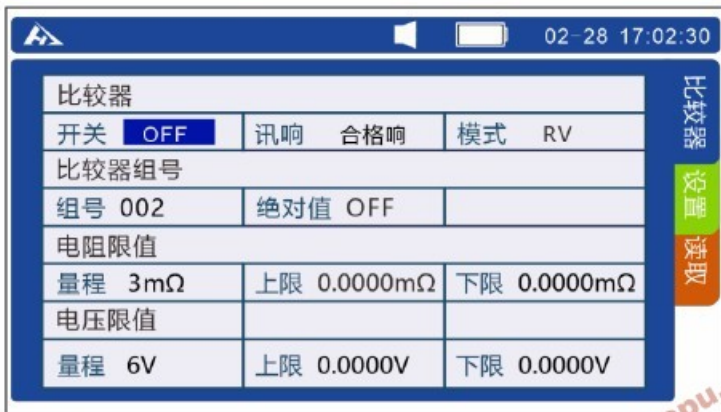 02-28 17:02:30
比较器
开关 OFF 讯响 合格响 模式 RV
比较器组号
组号 002 绝对值 OFF
电阻限值
量程 3mΩ 上限 0.0000mΩ 下限 0.0000mΩ
电压限值
量程 6V 上限 0.0000V 下限 0.0000V
比较器
设置
读取